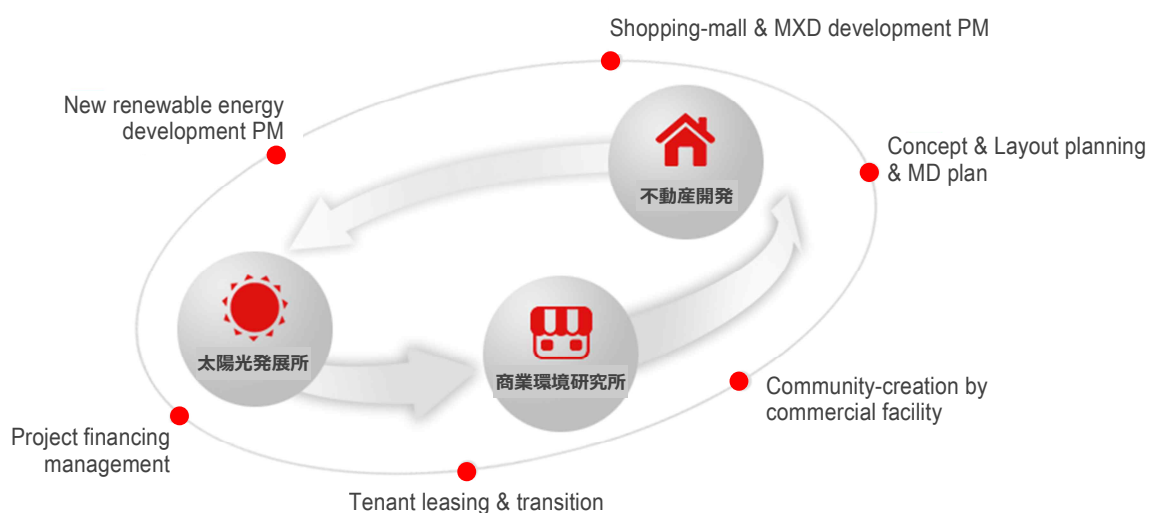 Shopping-mall & MXD development PM
New renewable energy
development PM
Concept & Layout planning
& MD plan
不動産開発
太陽光発展所
商業環境研究所
Community-creation by
commercial facility
Project financing
management
Tenant leasing & transition